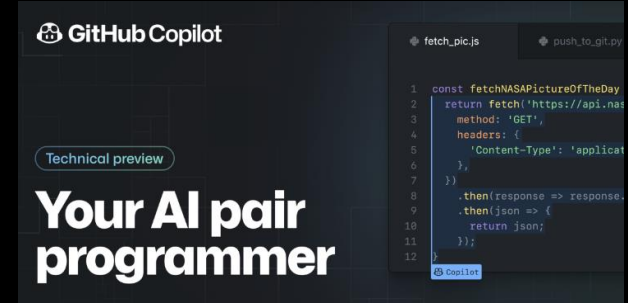 GitHub Copilot
Technical preview
Your AI pair
programmer
fetch_pic.js
push_to_git.py
1 const fetchNASAPictureOfTheDay
2 return fetch('https://api.nas
3 method: 'GET',
4 headers: {
5 'Content-Type': 'applicat
6 },
7 })
8 .then(response => response.
9 .then(json => {
10 return json;
11 });
12 }
Copilot